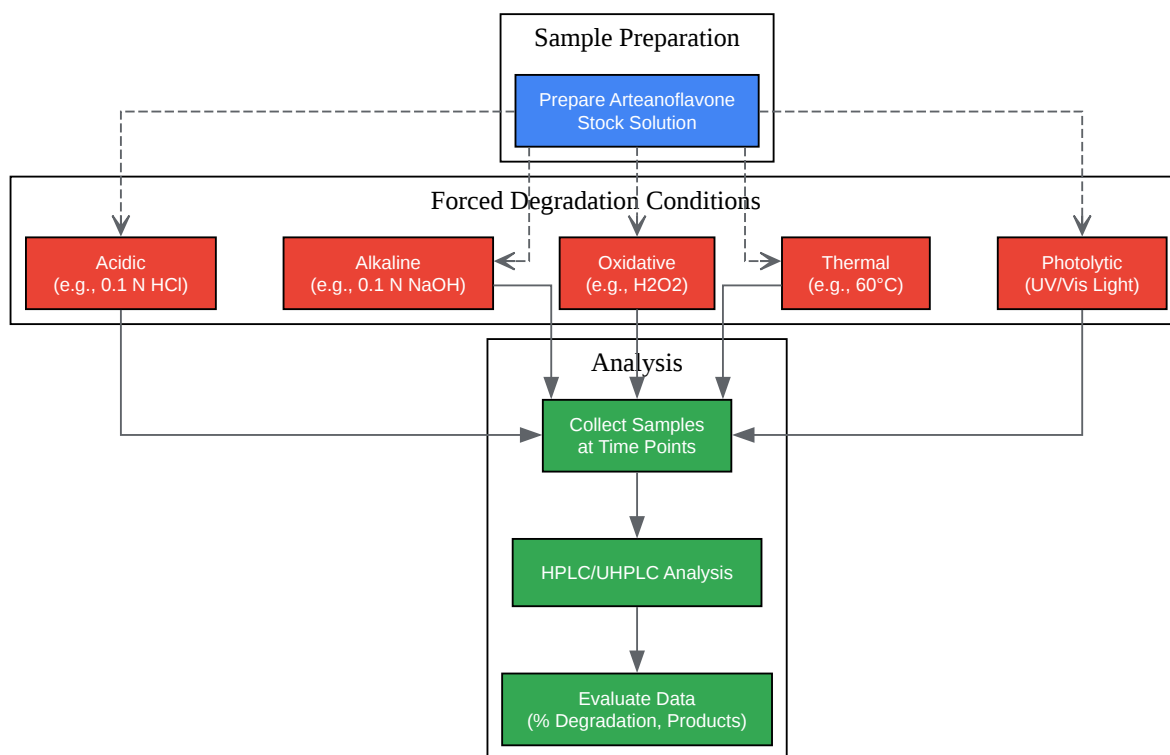 Sample Preparation
Prepare Arteanoflavone
Stock Solution
Forced Degradation Conditions
Acidic
(e.g., 0.1 N HCl)
Alkaline
(e.g., 0.1 N NaOH)
Oxidative
(e.g., H2O2)
Thermal
(e.g., 60°C)
Photolytic
(UV/Vis Light)
Analysis
Collect Samples
at Time Points
HPLC/UHPLC Analysis
Evaluate Data
(% Degradation, Products)